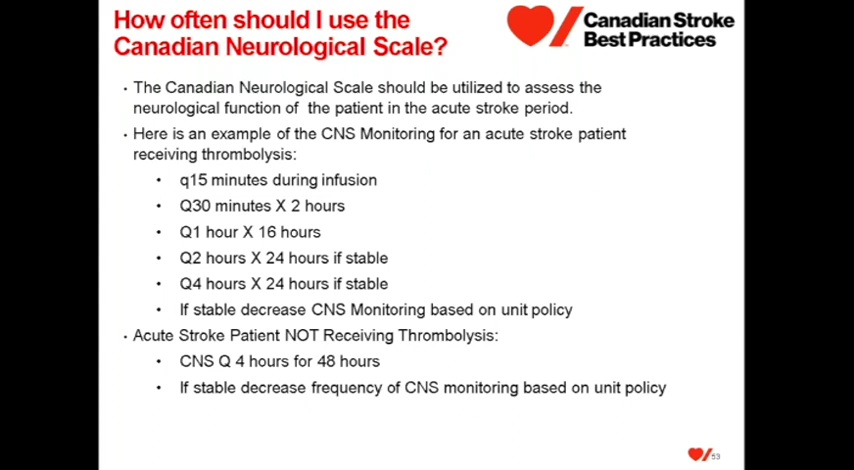 How often should I use the
Canadian Neurological Scale?
Canadian Stroke
Best Practices
· The Canadian Neurological Scale should be utilized to assess the
neurological function of the patient in the acute stroke period.
· Here is an example of the CNS Monitoring for an acute stroke patient
receiving thrombolysis:
• q15 minutes during infusion
• Q30 minutes X 2 hours
• Q1 hour X 16 hours
• Q2 hours X 24 hours if stable
• Q4 hours X 24 hours if stable
• If stable decrease CNS Monitoring based on unit policy
· Acute Stroke Patient NOT Receiving Thrombolysis:
• CNS Q 4 hours for 48 hours
• If stable decrease frequency of CNS monitoring based on unit policy
53